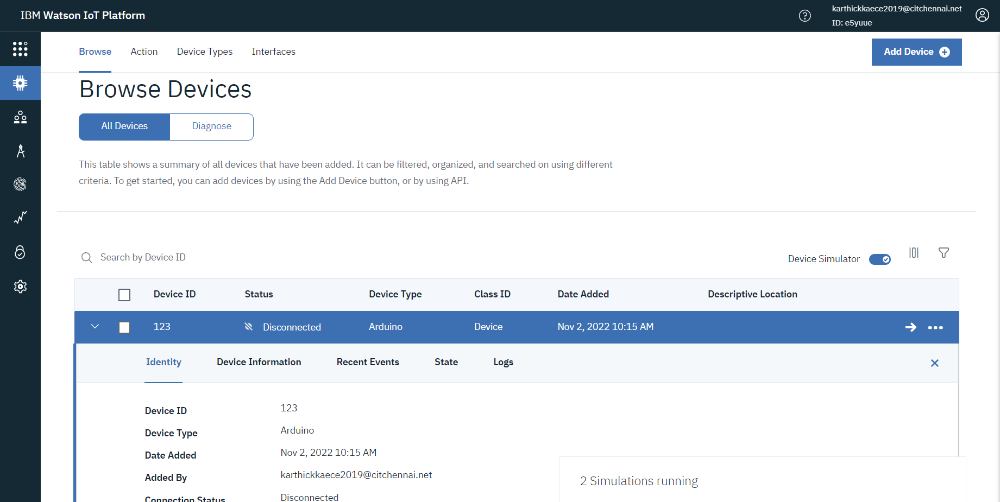 IBM Watson IoT Platform
karthickkaece2019@citchennai.net
ID: e5yuue
Browse Action Device Types Interfaces
Add Device
Browse Devices
All Devices Diagnose
This table shows a summary of all devices that have been added. It can be filtered, organized, and searched on using different
criteria. To get started, you can add devices by using the Add Device button, or by using API.
Search by Device ID
Device Simulator
Device ID Status Device Type Class ID Date Added Descriptive Location
123 Disconnected Arduino Device Nov 2, 2022 10:15 AM
Identity Device Information Recent Events State Logs
Device ID 123
Device Type Arduino
Date Added Nov 2, 2022 10:15 AM
Added By karthickkaece2019@citchennai.net
Connection Status Disconnected
2 Simulations running